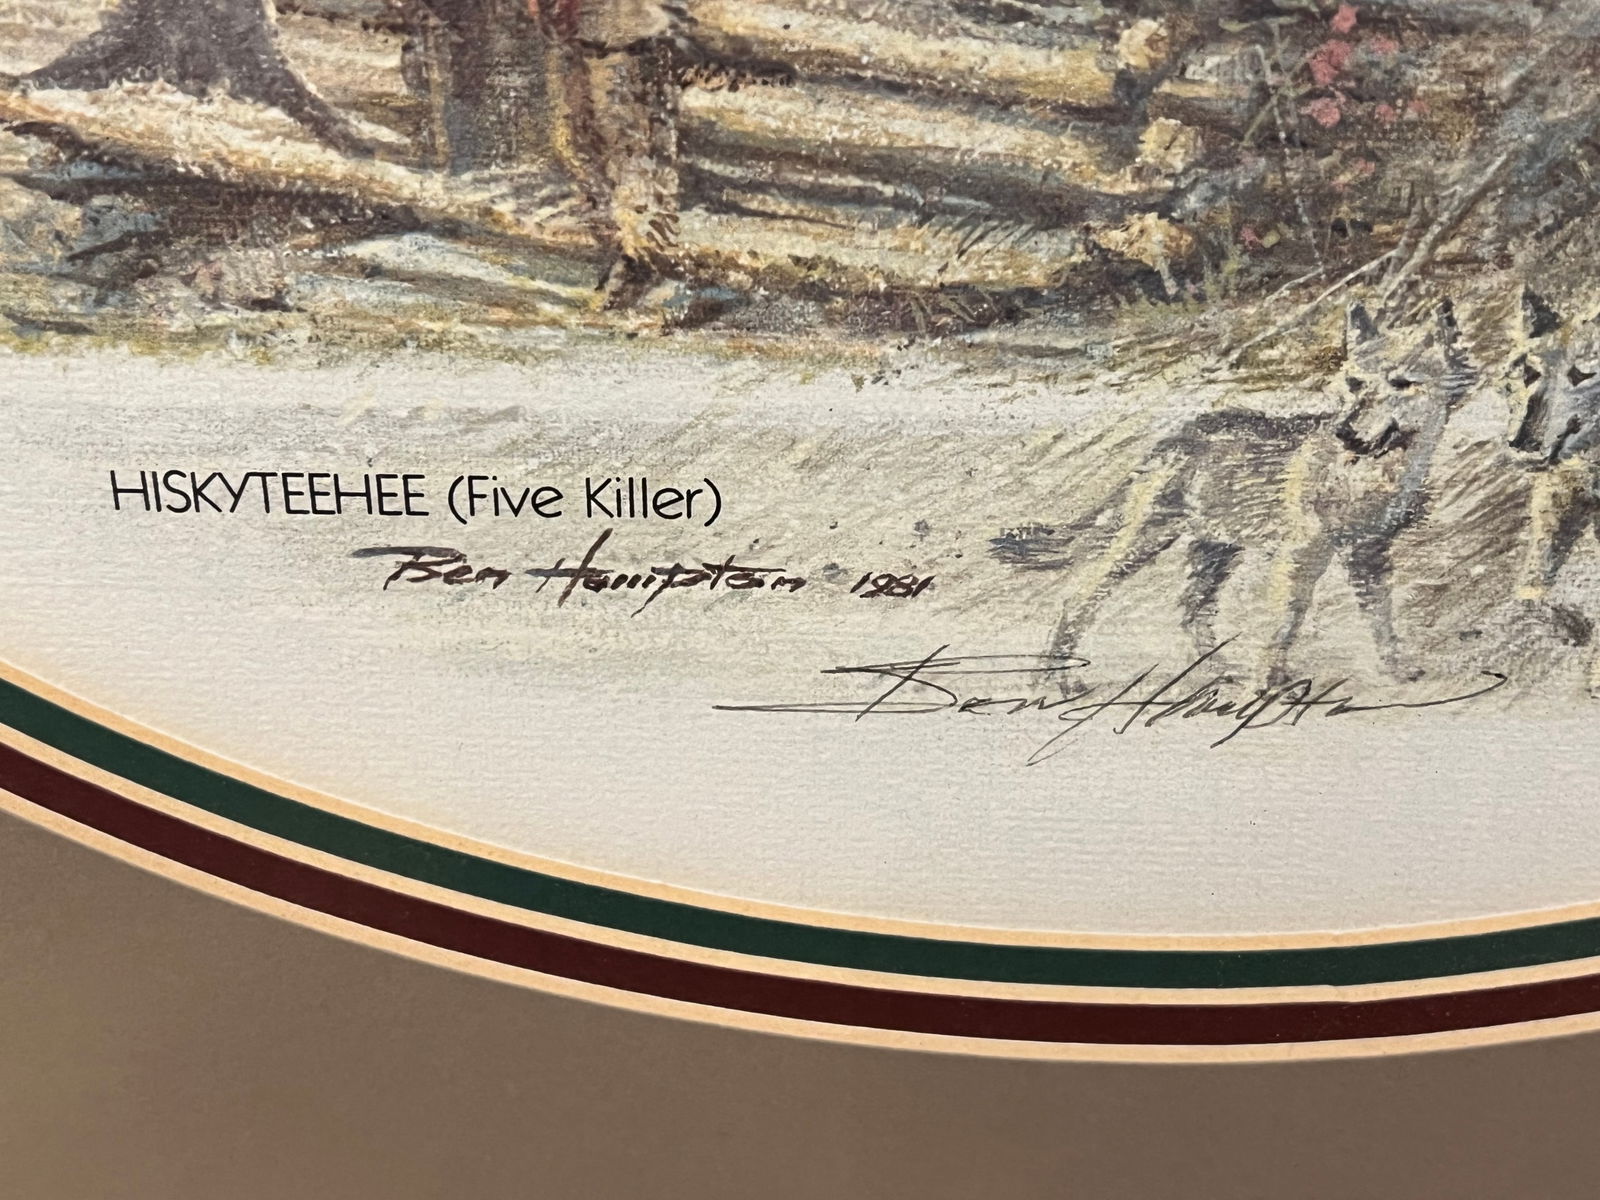 HISKYTEEHEE (Five Killer)
Ben Hampton 1981
Ben Hampton